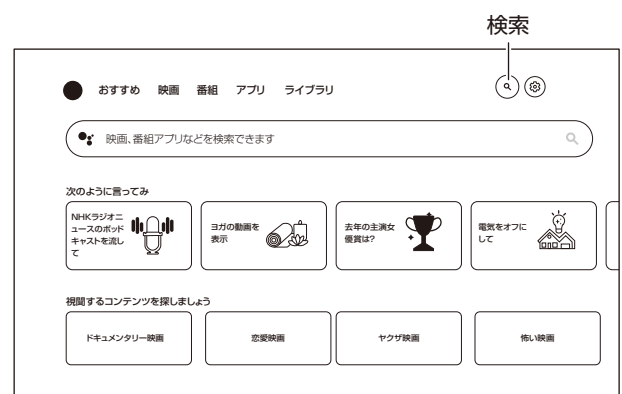 検索
おすすめ 映画 番組 アプリ ライブラリ
映画、番組アプリなどを検索できます
次のように言ってみ
NHKラジオニ
ュースのポッド
キャストを流し
て
ヨガの動画を
表示
去年の主演女
優賞は?
電気をオフに
して
視聞するコンテンツを探しましょう
ドキュメンタリー映画
恋愛映画
ヤクザ映画
怖い映画